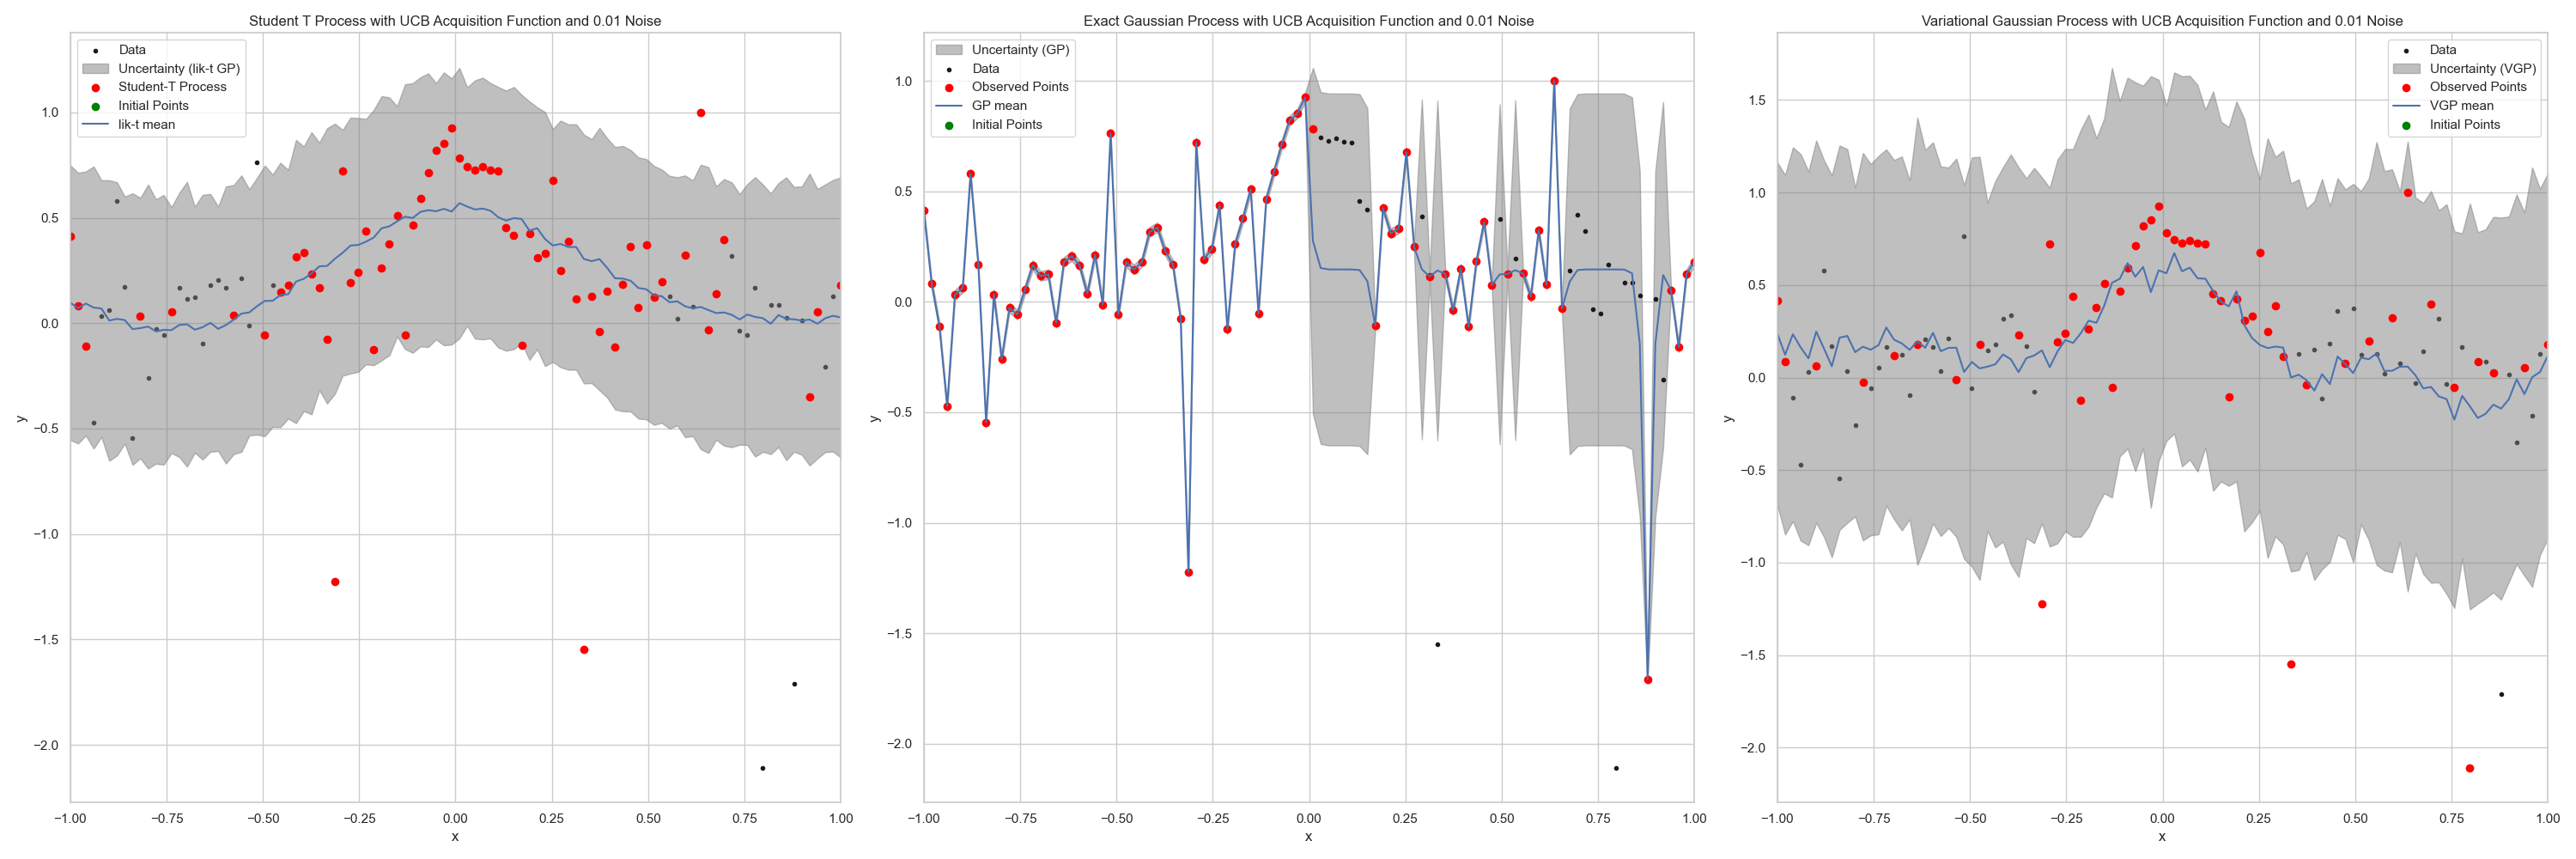 Student T Process with UCB Acquisition Function and 0.01 Noise
Data
Uncertainty (lik-t GP)
Student-T Process
Initial Points
lik-t mean
1.0
0.5
0.0
−0.5
−1.0
−1.5
−2.0
y
−1.00 −0.75 −0.50 −0.25 0.00 0.25 0.50 0.75 1.00
x
Exact Gaussian Process with UCB Acquisition Function and 0.01 Noise
Uncertainty (GP)
Data
Observed Points
GP mean
Initial Points
1.0
0.5
0.0
−0.5
−1.0
−1.5
−2.0
y
−1.00 −0.75 −0.50 −0.25 0.00 0.25 0.50 0.75 1.00
x
Variational Gaussian Process with UCB Acquisition Function and 0.01 Noise
Data
Uncertainty (VGP)
Observed Points
VGP mean
Initial Points
1.5
1.0
0.5
0.0
−0.5
−1.0
−1.5
−2.0
y
−1.00 −0.75 −0.50 −0.25 0.00 0.25 0.50 0.75 1.00
x